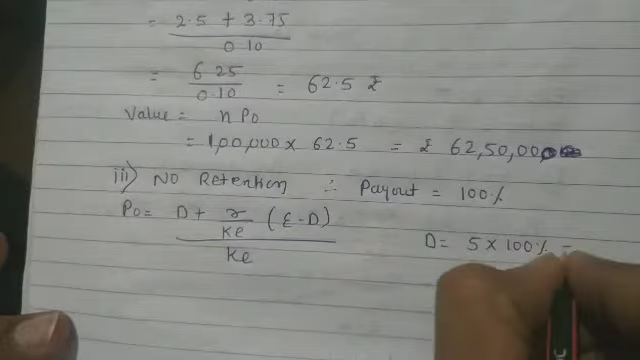 = 2.5 + 3.75
0.10
= 6.25 = 62.5 ₹
0.10
Value = n P0
= 1,00,000 × 62.5 = ₹ 62,50,000
iii) No Retention ∴ Payout = 100%
P0 = D + r/Ke (E-D)
Ke
D = 5 × 100% =